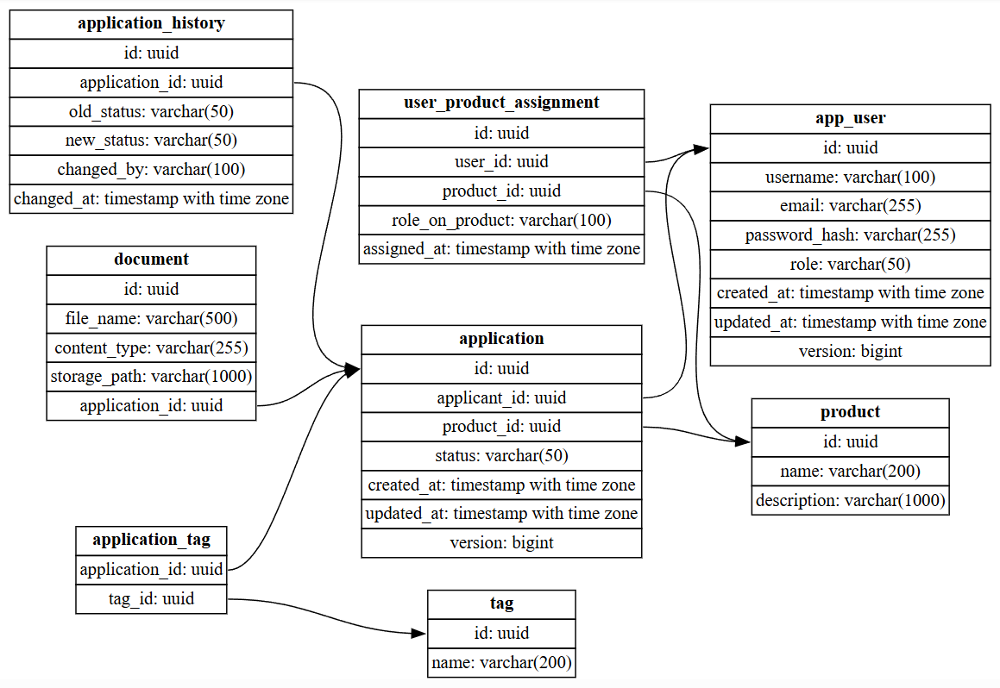 application_history
id: uuid
application_id: uuid
old_status: varchar(50)
new_status: varchar(50)
changed_by: varchar(100)
changed_at: timestamp with time zone
document
id: uuid
file_name: varchar(500)
content_type: varchar(255)
storage_path: varchar(1000)
application_id: uuid
application_tag
application_id: uuid
tag_id: uuid
user_product_assignment
id: uuid
user_id: uuid
product_id: uuid
role_on_product: varchar(100)
assigned_at: timestamp with time zone
application
id: uuid
applicant_id: uuid
product_id: uuid
status: varchar(50)
created_at: timestamp with time zone
updated_at: timestamp with time zone
version: bigint
tag
id: uuid
name: varchar(200)
app_user
id: uuid
username: varchar(100)
email: varchar(255)
password_hash: varchar(255)
role: varchar(50)
created_at: timestamp with time zone
updated_at: timestamp with time zone
version: bigint
product
id: uuid
name: varchar(200)
description: varchar(1000)